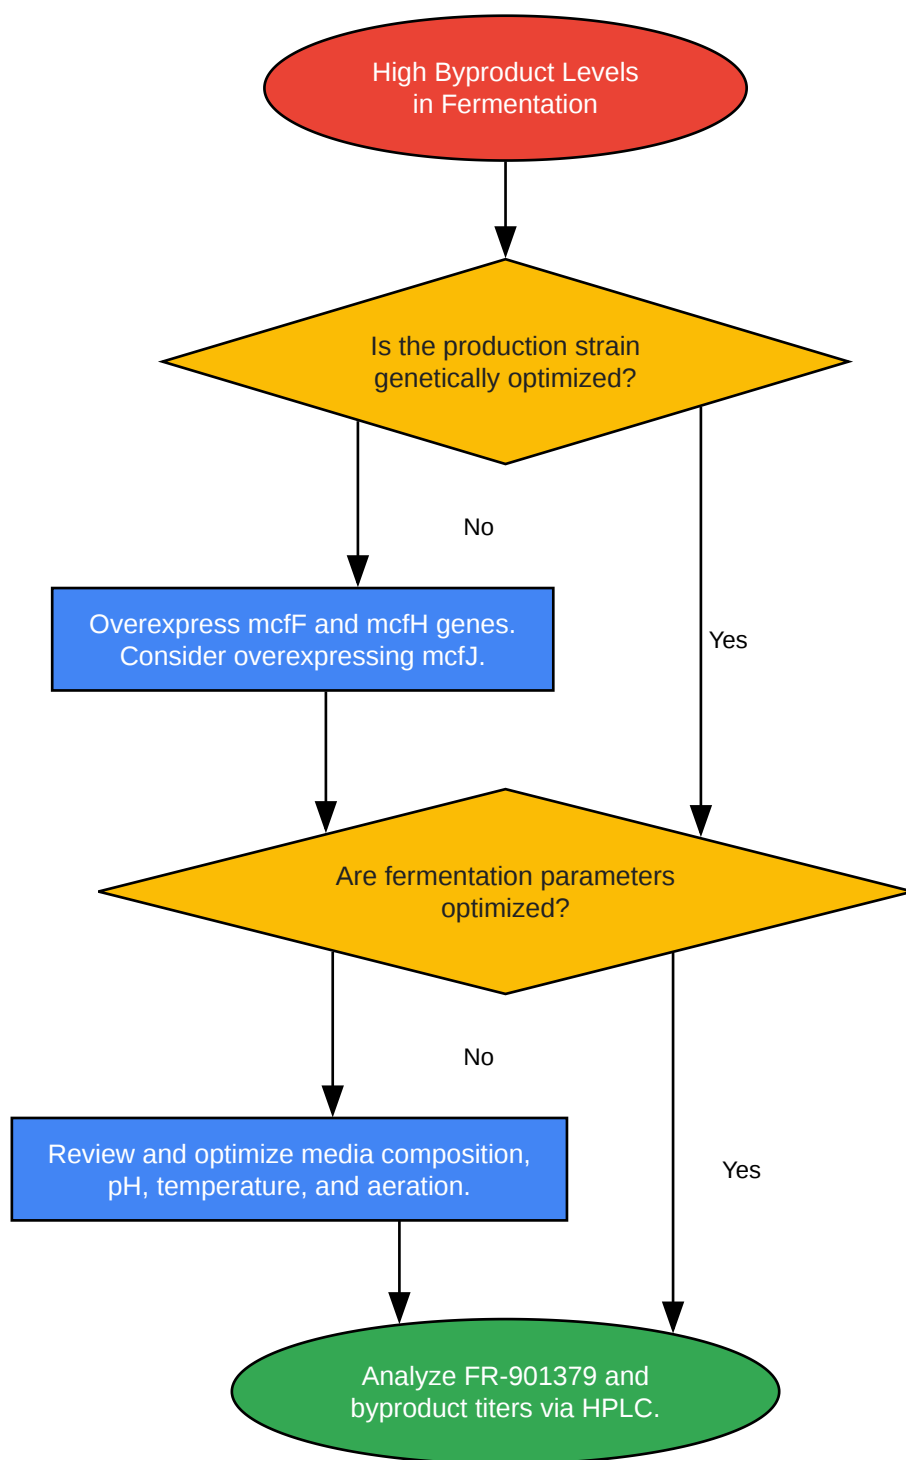 High Byproduct Levels
in Fermentation
Is the production strain
genetically optimized?
No
Overexpress mcfF and mcfH genes.
Consider overexpressing mcfJ.
Yes
Are fermentation parameters
optimized?
No
Review and optimize media composition,
pH, temperature, and aeration.
Yes
Analyze FR-901379 and
byproduct titers via HPLC.